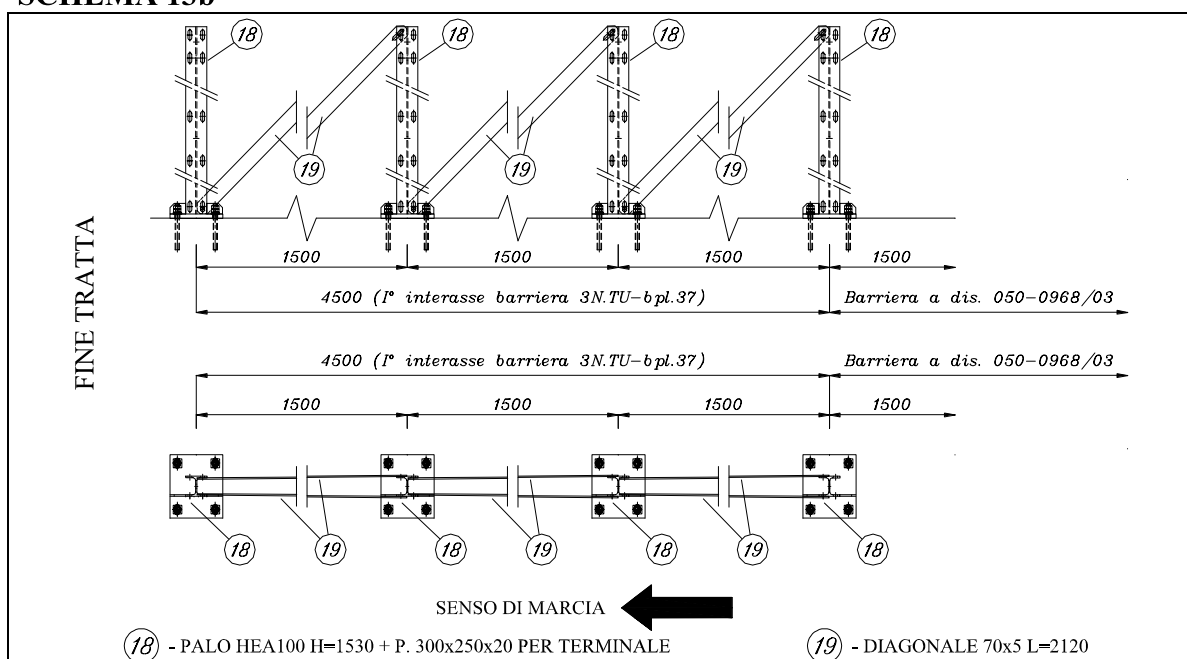 SCHEMA 13b
18 18 18 18
19 19 19
FINE TRATTA
1500 1500 1500 1500
4500 (I° interasse barriera 3N.TU-bpl.37) Barriera a dis. 050-0968/03
4500 (I° interasse barriera 3N.TU-bpl.37) Barriera a dis. 050-0968/03
1500 1500 1500 1500
18 19 18 19 18 19 18
SENSO DI MARCIA
18 - PALO HEA100 H=1530 + P. 300x250x20 PER TERMINALE 19 - DIAGONALE 70x5 L=2120